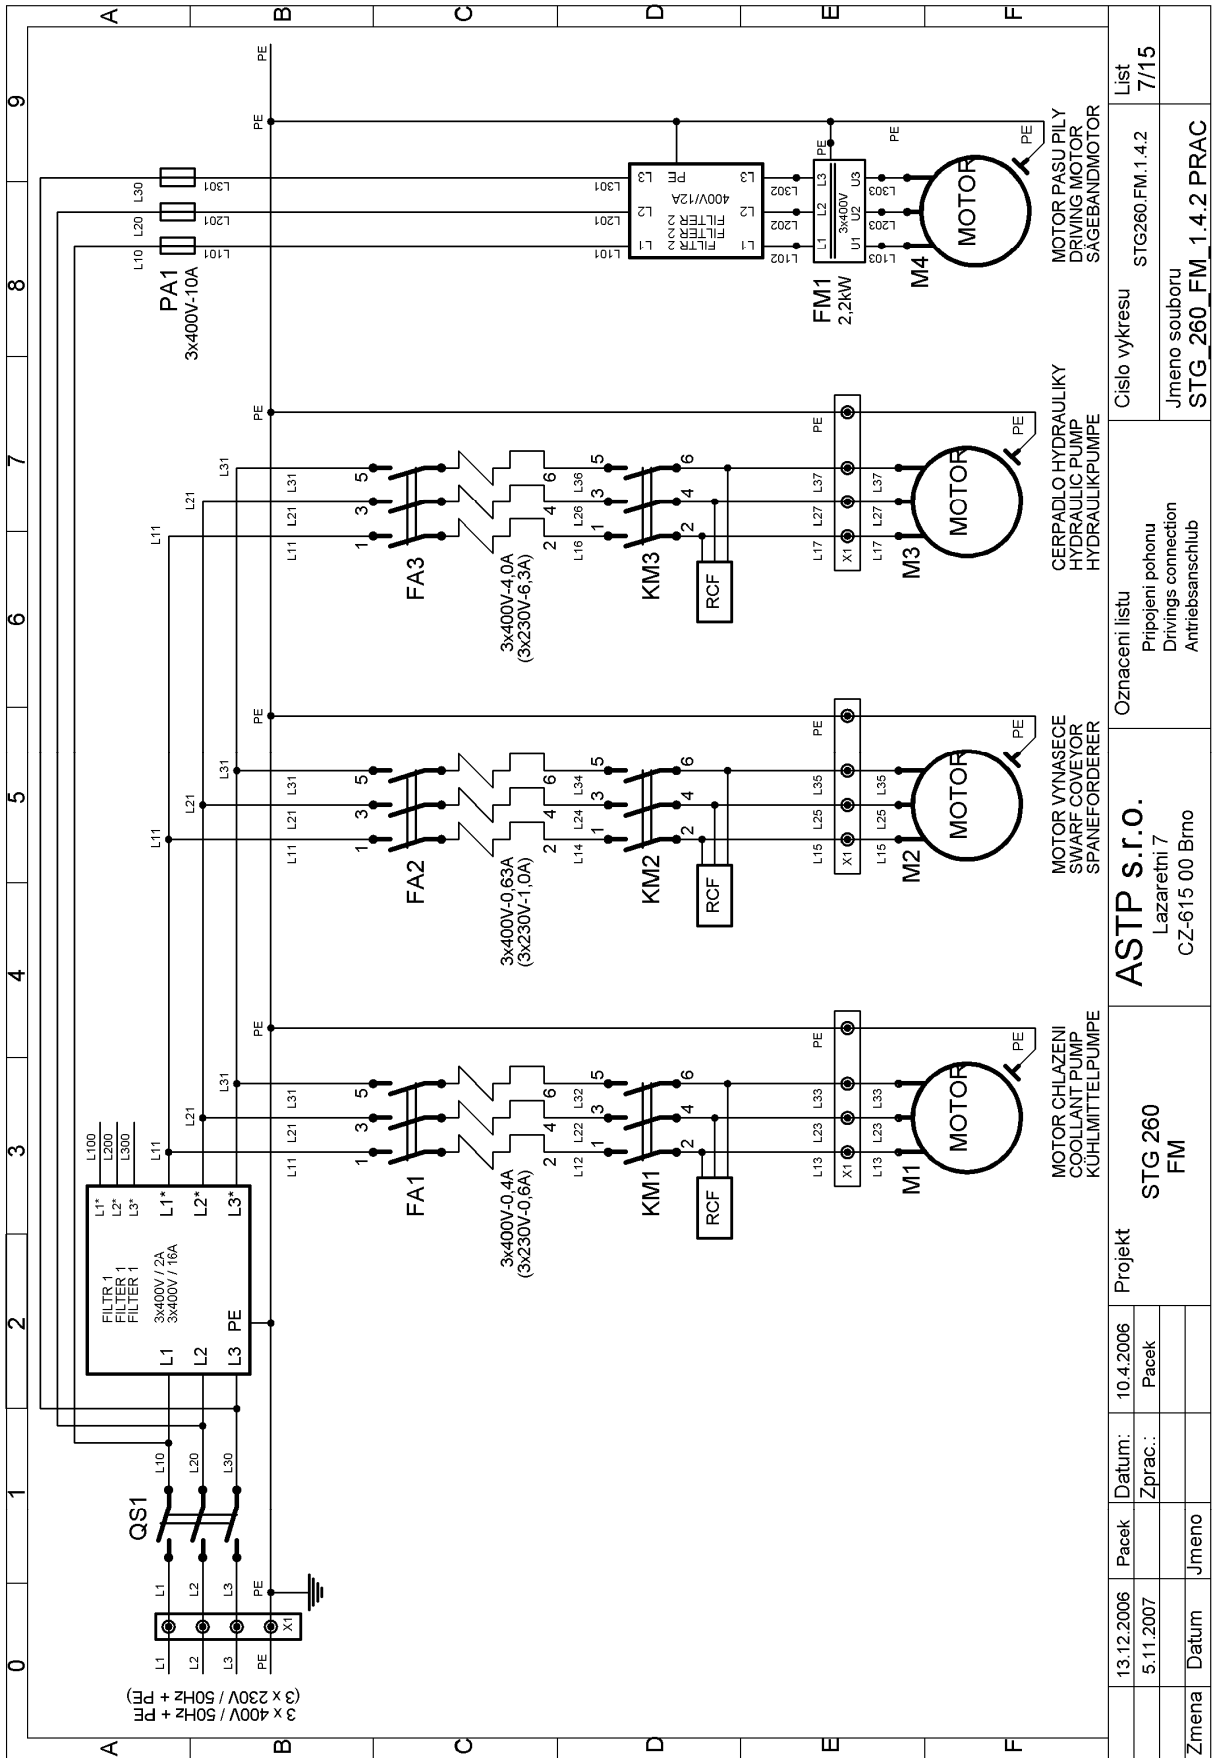 0 1 2 3 4 5 6 7 8 9
A
B
C
D
E
F
A
B
C
D
E
F
3 x 400V / 50Hz + PE
(3 x 230V / 50Hz + PE)
L1
L2
L3
PE
X1
L1
L2
L3
PE
QS1
L10
L20
L30
FILTR 1
FILTER 1
FILTER 1
3x400V / 2A
3x400V / 16A
L1
L2
L3
PE
L1*
L2*
L3*
L1*
L2*
L3*
L100
L200
L300
L11
L21
L31
PE
L11
L21
L31
1
3
5
FA1
3x400V-0,4A
(3x230V-0,6A)
2
4
6
L12
L22
L32
1
3
5
KM1
2
4
6
RCF
L13
L23
L33
PE
X1
L13
L23
L33
M1
MOTOR
PE
MOTOR CHLAZENI
COOLLANT PUMP
KÜHLMITTELPUMPE
L11
L21
L31
PE
L11
L21
L31
1
3
5
FA2
3x400V-0,63A
(3x230V-1,0A)
2
4
6
L14
L24
L34
1
3
5
KM2
2
4
6
RCF
L15
L25
L35
PE
X1
L15
L25
L35
M2
MOTOR
PE
MOTOR VYNASECE
SWARF COVEYOR
SPANEFORDERER
L11
L21
L31
PE
L11
L21
L31
1
3
5
FA3
3x400V-4,0A
(3x230V-6,3A)
2
4
6
L16
L26
L36
1
3
5
KM3
2
4
6
RCF
L17
L27
L37
PE
X1
L17
L27
L37
M3
MOTOR
PE
CERPADLO HYDRAULIKY
HYDRAULIC PUMP
HYDRAULIKPUMPE
L10
L20
L30
PA1
3x400V-10A
L101
L201
L301
PE
PE
L101
L201
L301
L1
L2
L3
FILTR 2
FILTER 2
FILTER 2
400V/12A
PE
L1
L2
L3
L102
L202
L302
PE
FM1
2,2kW
L1
L2
L3
3x400V
U1
U2
U3
L103
L203
L303
PE
M4
MOTOR
PE
MOTOR PASU PILY
DRIVING MOTOR
SÄGEBANDMOTOR
13.12.2006 Pacek
5.11.2007
Zmena Datum Jmeno
Datum: 10.4.2006
Zprac.: Pacek
Projekt
STG 260
FM
ASTP s.r.o.
Lazaretni 7
CZ-615 00 Brno
Oznaceni listu
Pripojeni pohonu
Drivings connection
Antriebsanschlub
Cislo vykresu
STG260.FM.1.4.2
Jmeno souboru
STG_260_FM_1.4.2 PRAC
List
7/15